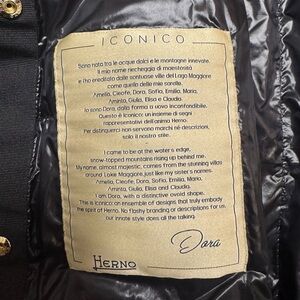 ICONICO
Sono nata tra le acque dolci e le montagne innevate.
Il mio nome riecheggia di maestosità
e l'ho ereditato dalle sontuose ville del Lago Maggiore
come quello delle mie sorelle.
Amelia, Cleofe, Dora, Sofia, Emilia, Maria,
Aminta, Giulia, Elisa e Claudia.
Io sono Dora, dalla forma a uovo inconfondibile.
Questo è Iconico: un insieme di segni
rappresentativi dell'anima Herno.
Per distinguerci non servono marchi né descrizioni,
solo il nostro stile.
I came to be at the water's edge,
snow-topped mountains rising up behind me.
My name, almost majestic, comes from the stunning villas
around Lake Maggiore, just like my sisters' names.
Amelia, Cleofe, Dora, Sofia, Emilia, Maria,
Aminta, Giulia, Elisa and Claudia.
I am Dora, with a distinctive ovoid shape.
This is Iconico: an ensemble of designs that truly embody
the spirit of Herno. No flashy branding or descriptions for us:
our innate style does all the talking.
Dora
HERNO